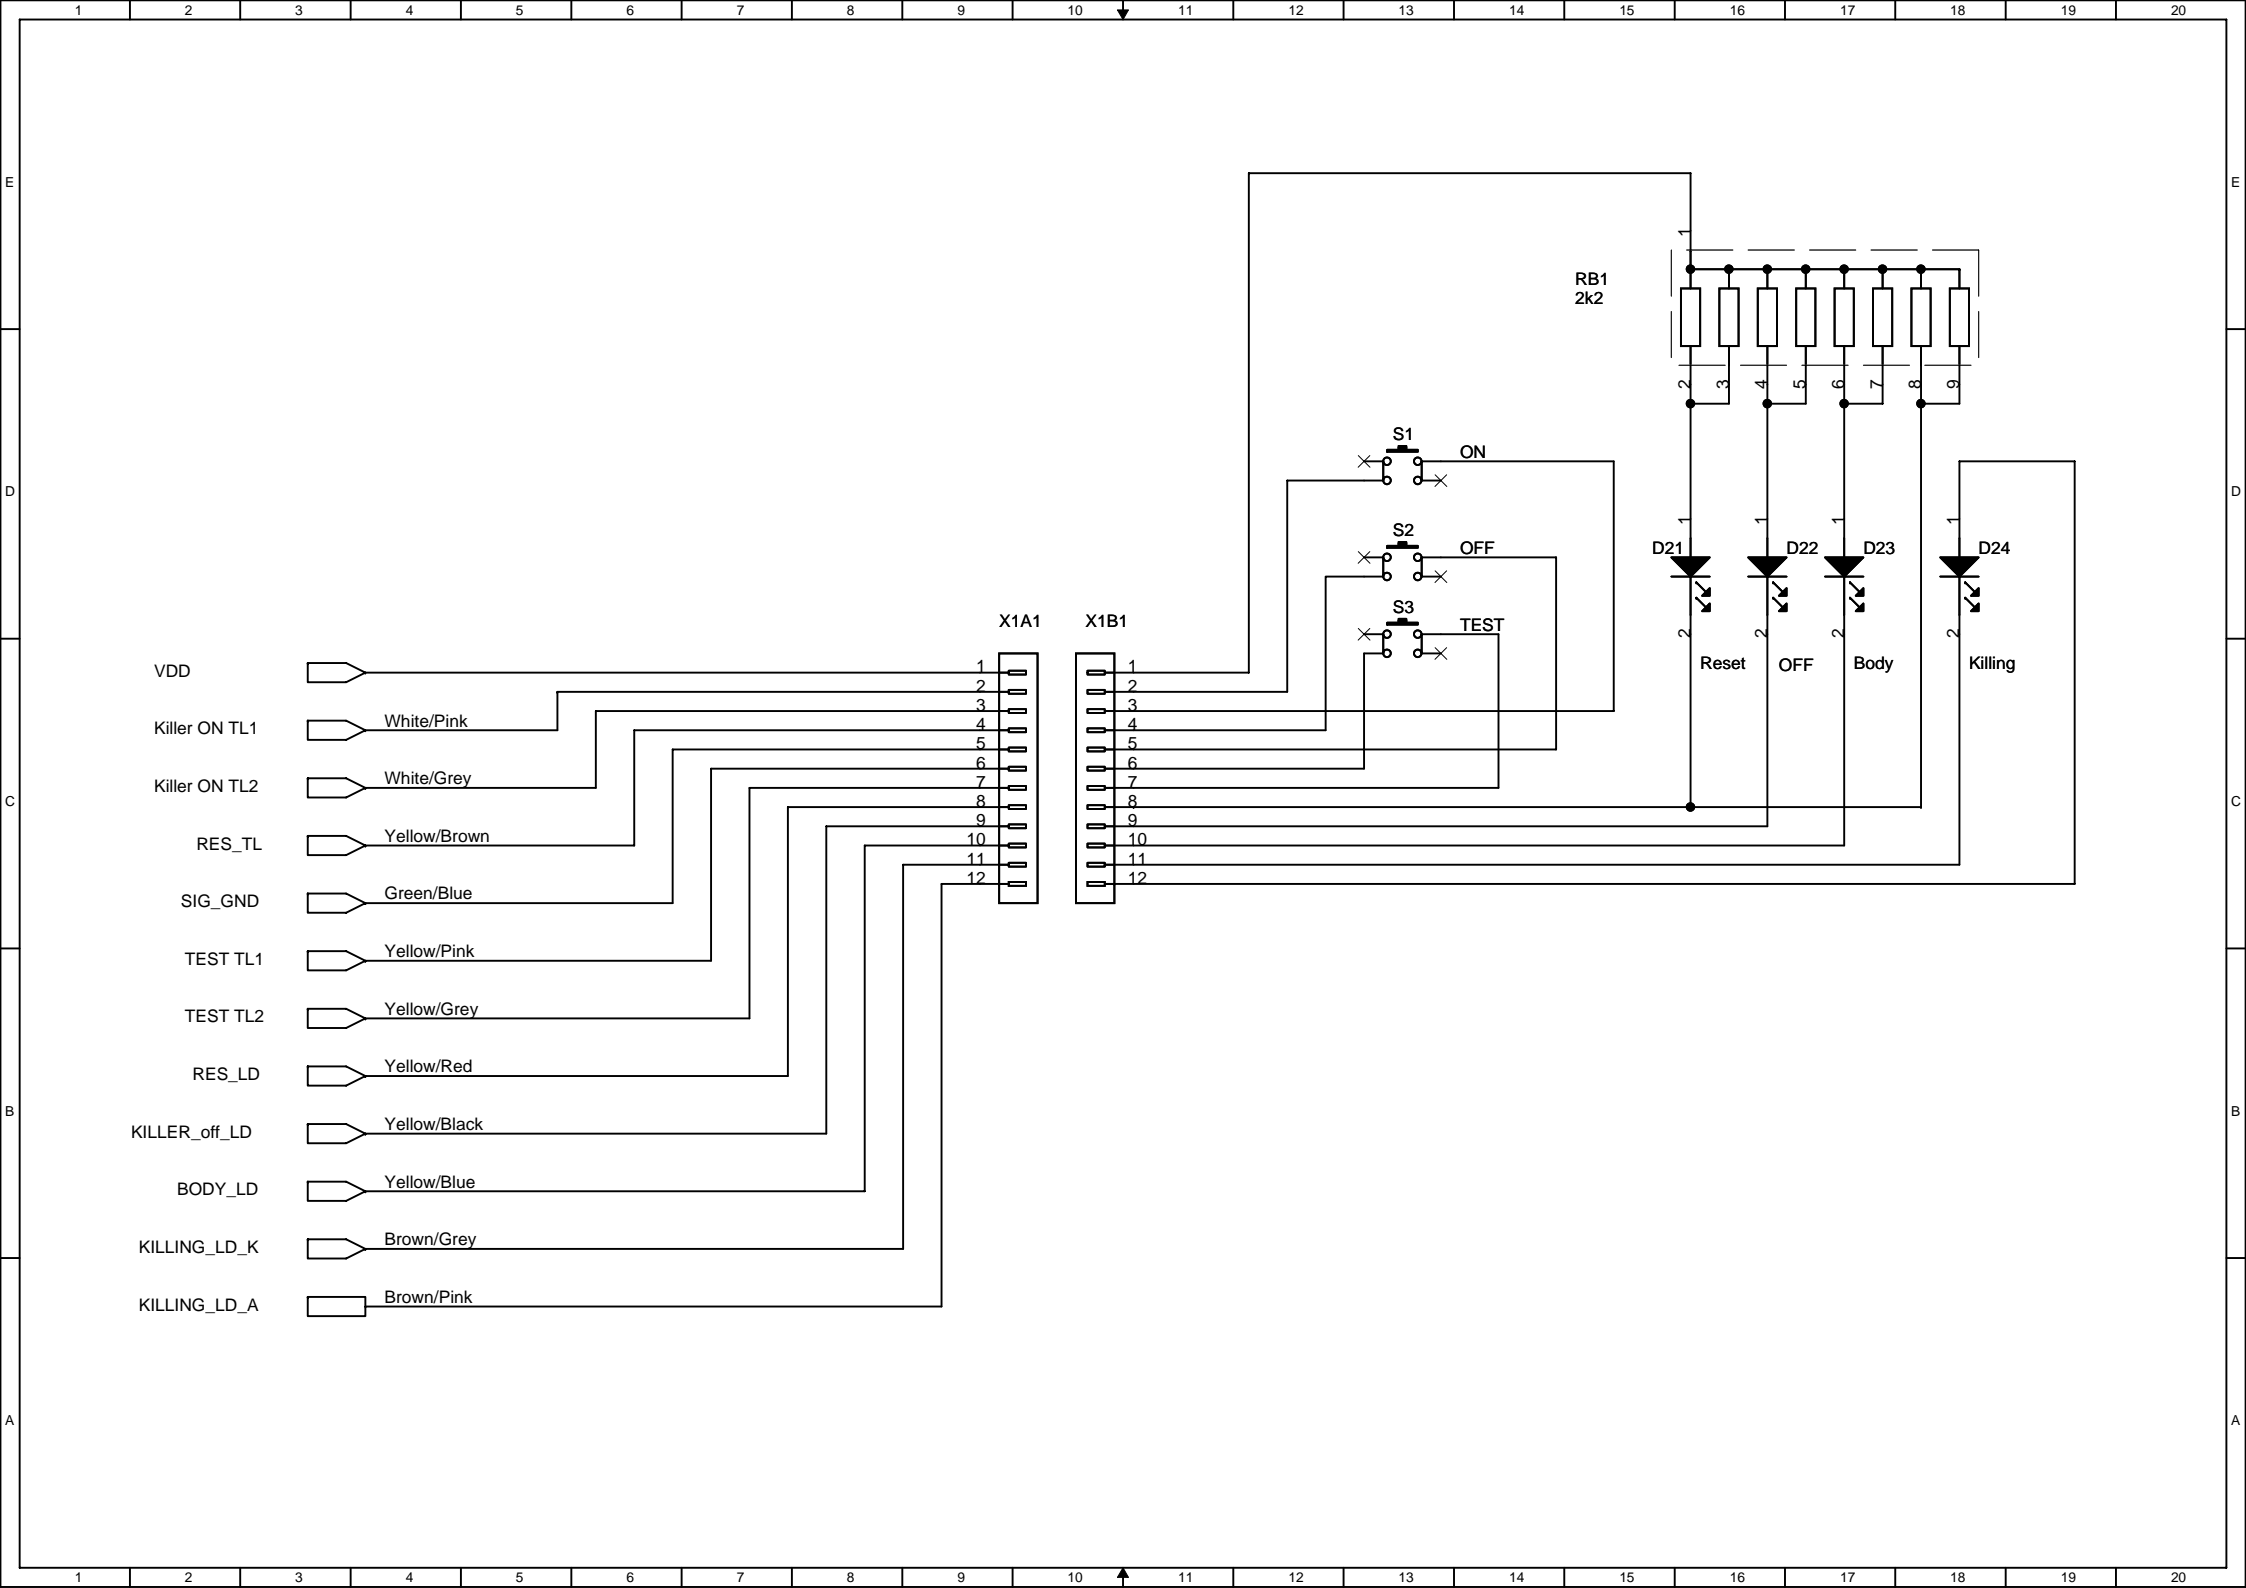 1 2 3 4 5 6 7 8 9 10 11 12 13 14 15 16 17 18 19 20
E E
1
RB1
2k2
2 3 4 5 6 7 8 9
S1
ON
D D
S2
OFF
1 1 1 1
D21 D22 D23 D24
S3
TEST
X1A1 X1B1
2 2 2 2
Reset OFF Body Killing
VDD 1 1
2 2
Killer ON TL1 White/Pink
3 3
4 4
5 5
6 6
Killer ON TL2 White/Grey
7 7
C C
8 8
9 9
RES_TL Yellow/Brown
10 10
11 11
12 12
SIG_GND Green/Blue
TEST TL1 Yellow/Pink
TEST TL2 Yellow/Grey
RES_LD Yellow/Red
B B
KILLER_off_LD Yellow/Black
BODY_LD Yellow/Blue
KILLING_LD_K Brown/Grey
KILLING_LD_A Brown/Pink
A A
1 2 3 4 5 6 7 8 9 10 11 12 13 14 15 16 17 18 19 20